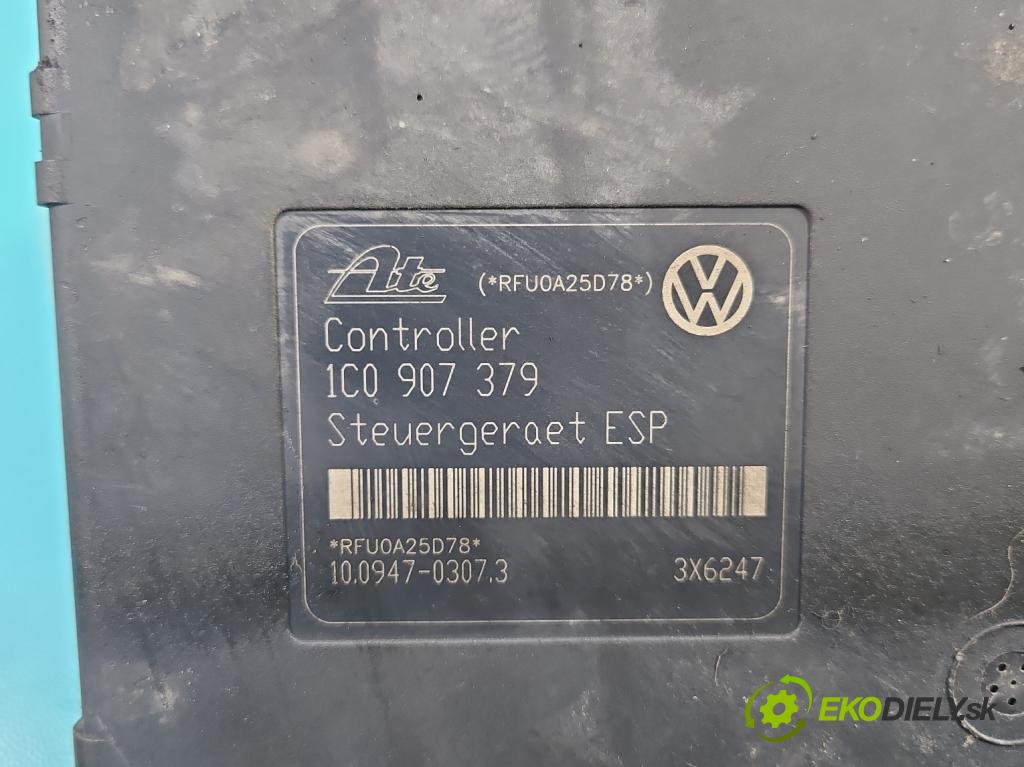 Ate (*RFU0A25D78*)
Controller
1C0 907 379
Steuergeraet ESP
*RFU0A25D78*
10.0947-0307.3 3X6247
EKODIELY.sk